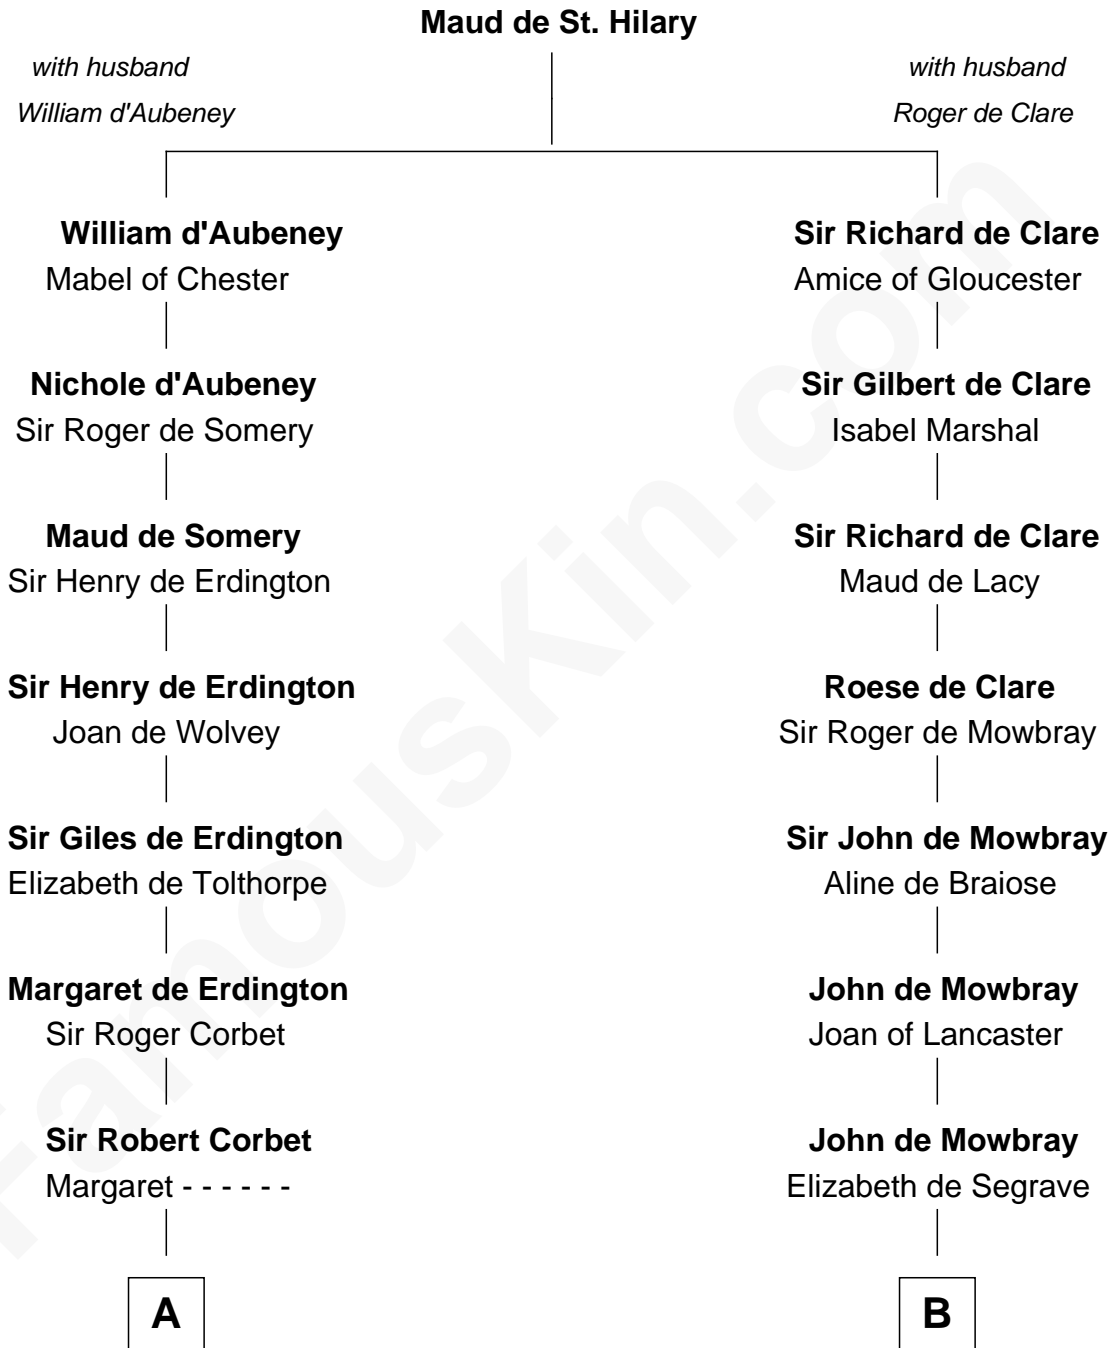 Maud de St. Hilary
with husband
William d'Aubeney
with husband
Roger de Clare
William d'Aubeney
Mabel of Chester
Sir Richard de Clare
Amice of Gloucester
Nichole d'Aubeney
Sir Roger de Somery
Sir Gilbert de Clare
Isabel Marshal
Maud de Somery
Sir Henry de Erdington
Sir Richard de Clare
Maud de Lacy
Sir Henry de Erdington
Joan de Wolvey
Roese de Clare
Sir Roger de Mowbray
Sir Giles de Erdington
Elizabeth de Tolthorpe
Sir John de Mowbray
Aline de Braiose
Margaret de Erdington
Sir Roger Corbet
John de Mowbray
Joan of Lancaster
Sir Robert Corbet
Margaret - - - - - -
John de Mowbray
Elizabeth de Segrave
A
B
FamousKin.com